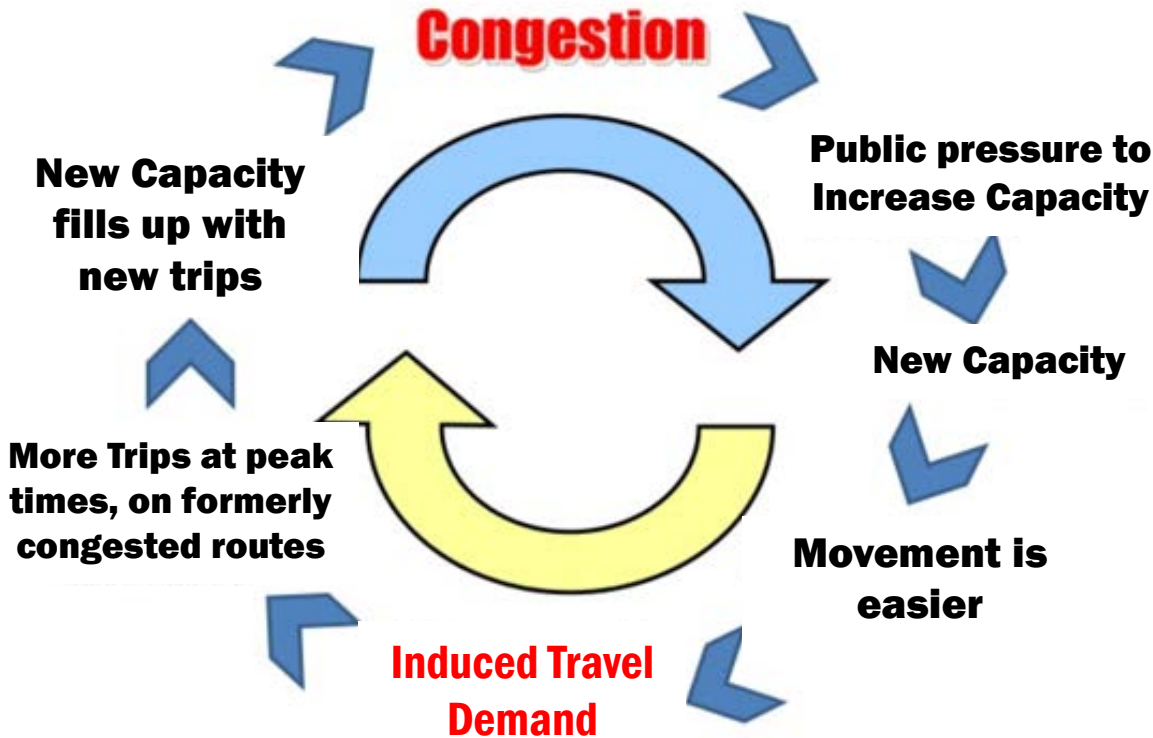 Congestion
Public pressure to
Increase Capacity
New Capacity
Movement is
easier
Induced Travel
Demand
More Trips at peak
times, on formerly
congested routes
New Capacity
fills up with
new trips